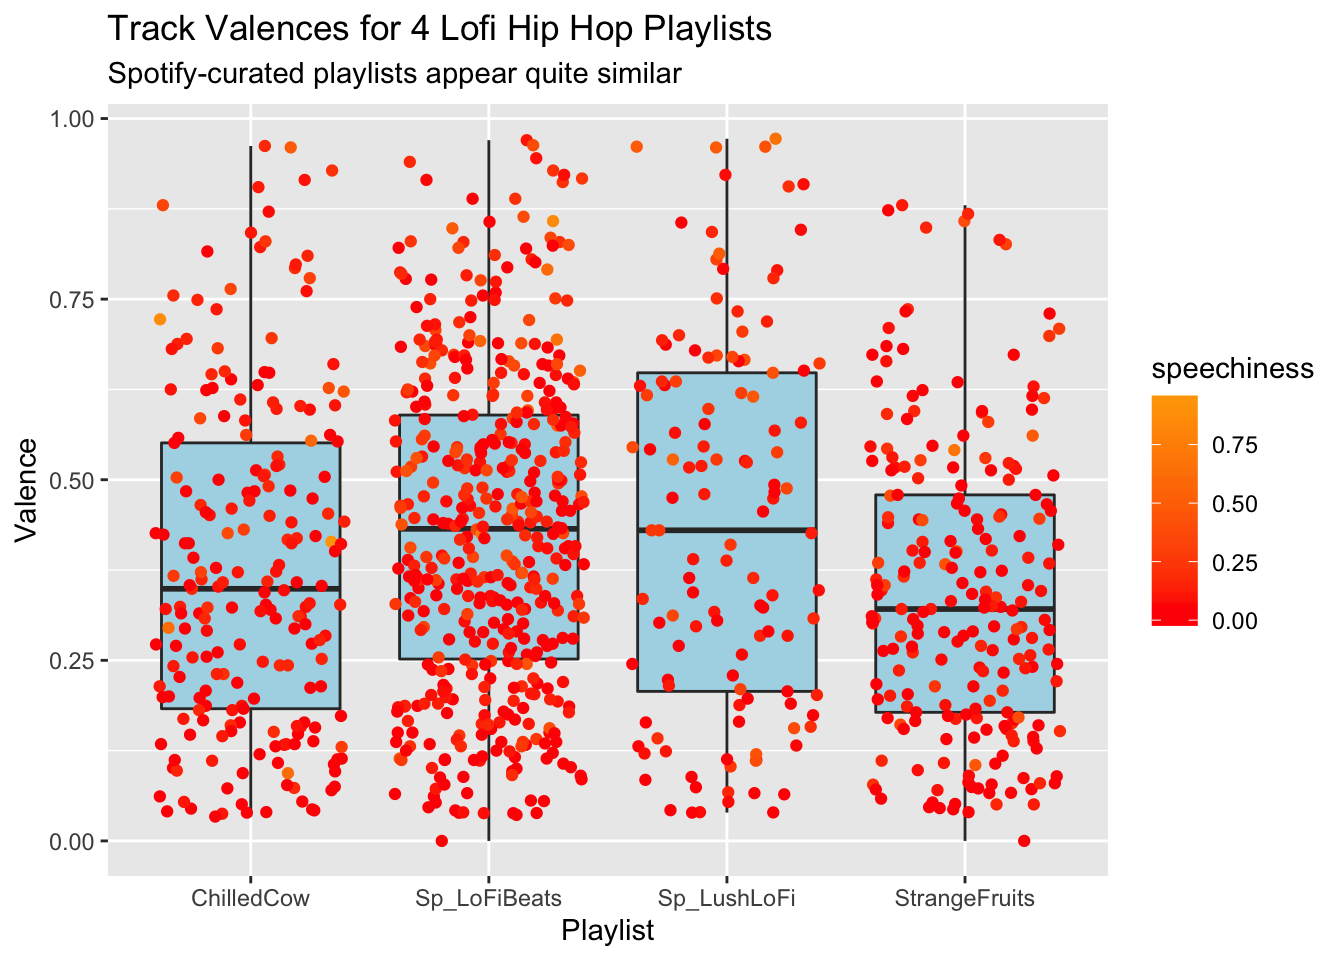 Track Valences for 4 Lofi Hip Hop Playlists
Spotify-curated playlists appear quite similar
1.00
0.75
0.50
0.25
0.00
Valence
ChilledCow
Sp_LoFiBeats
Sp_LushLoFi
StrangeFruits
Playlist
speechiness
0.75
0.50
0.25
0.00